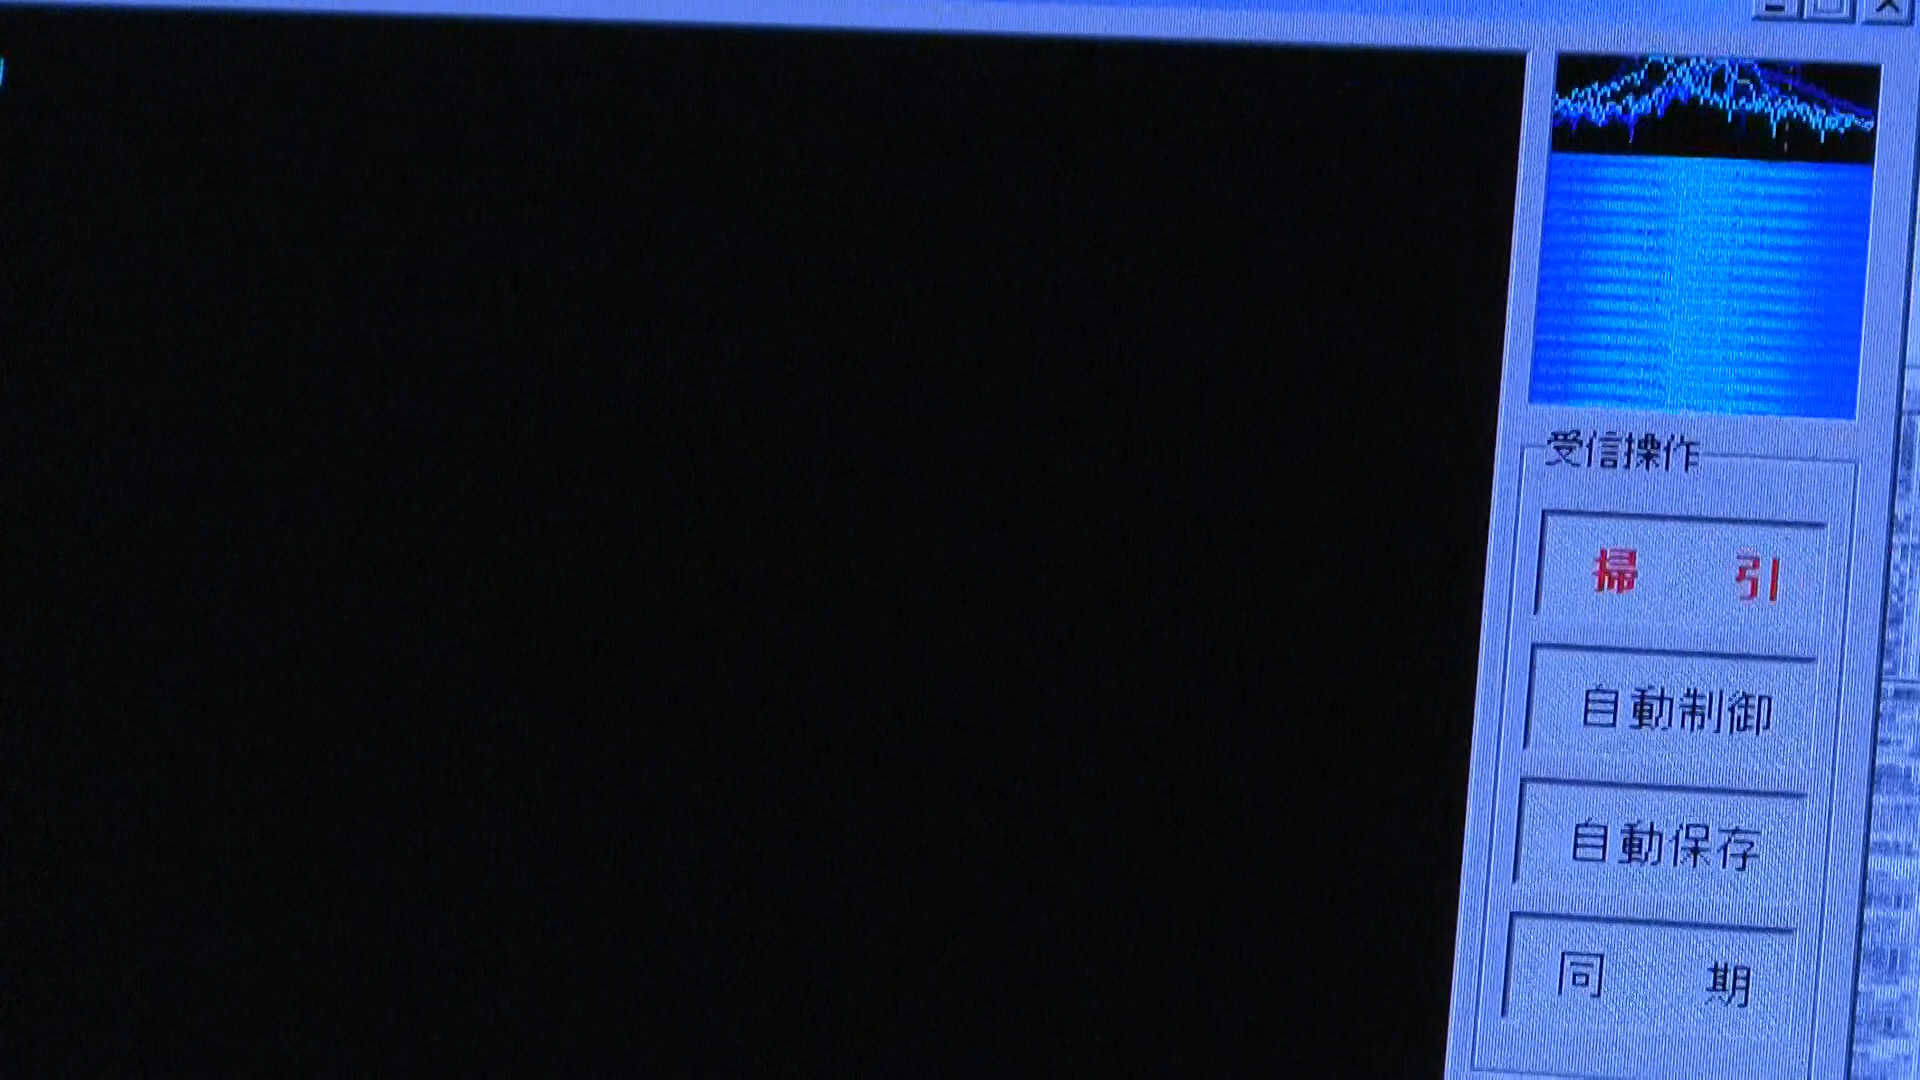 受信操作
掃 引
自動制御
自動保存
同 期